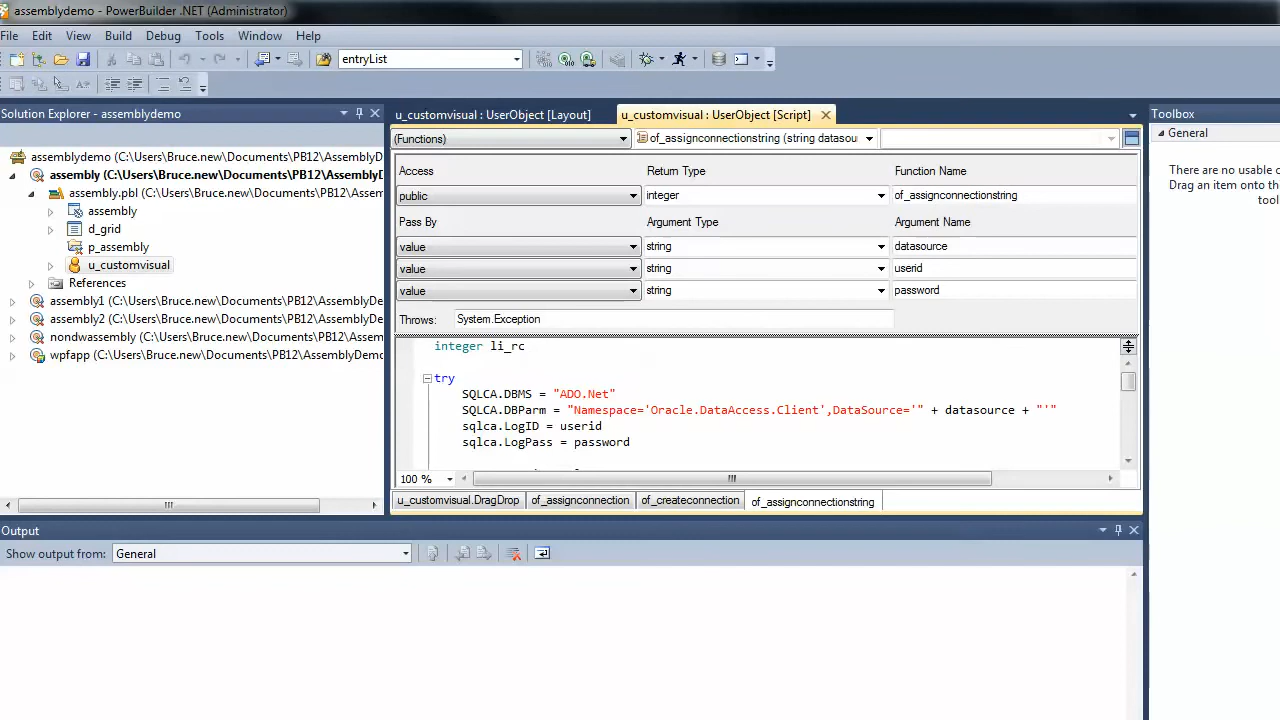 assemblydemo - PowerBuilder .NET (Administrator)
File Edit View Build Debug Tools Window Help
entryList
Solution Explorer - assemblydemo
u_customvisual : UserObject [Layout] u_customvisual : UserObject [Script]
Toolbox
(Functions) of_assignconnectionstring (string datasou
General
assemblydemo (C:\Users\Bruce.new\Documents\PB12\AssemblyD
assembly (C:\Users\Bruce.new\Documents\PB12\AssemblyD
assembly.pbl (C:\Users\Bruce.new\Documents\PB12\Ass
assembly
d_grid
p_assembly
u_customvisual
References
assembly1 (C:\Users\Bruce.new\Documents\PB12\AssemblyDe
assembly2 (C:\Users\Bruce.new\Documents\PB12\AssemblyDe
nondwassembly (C:\Users\Bruce.new\Documents\PB12\Asse
wpfapp (C:\Users\Bruce.new\Documents\PB12\AssemblyDemo
Access Return Type Function Name
public integer of_assignconnectionstring
Pass By Argument Type Argument Name
value string datasource
value string userid
value string password
Throws: System.Exception
integer li_rc
try
SQLCA.DBMS = "ADO.Net"
SQLCA.DBParm = "Namespace='Oracle.DataAccess.Client',DataSource='" + datasource + "'"
sqlca.LogID = userid
sqlca.LogPass = password
100 %
u_customvisual.DragDrop of_assignconnection of_createconnection of_assignconnectionstring
There are no usable c
Drag an item onto the
tool
Output
Show output from: General